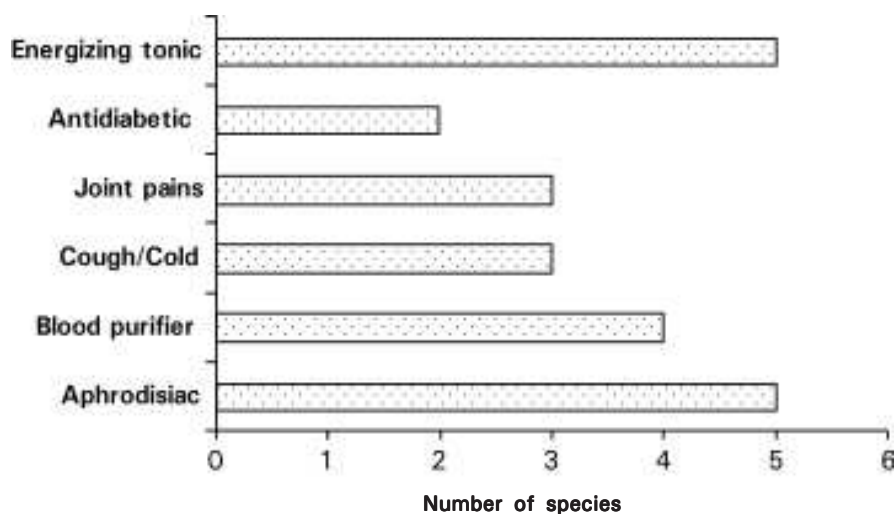 Energizing tonic
Antidiabetic
Joint pains
Cough/Cold
Blood purifier
Aphrodisiac
0 1 2 3 4 5 6
Number of species